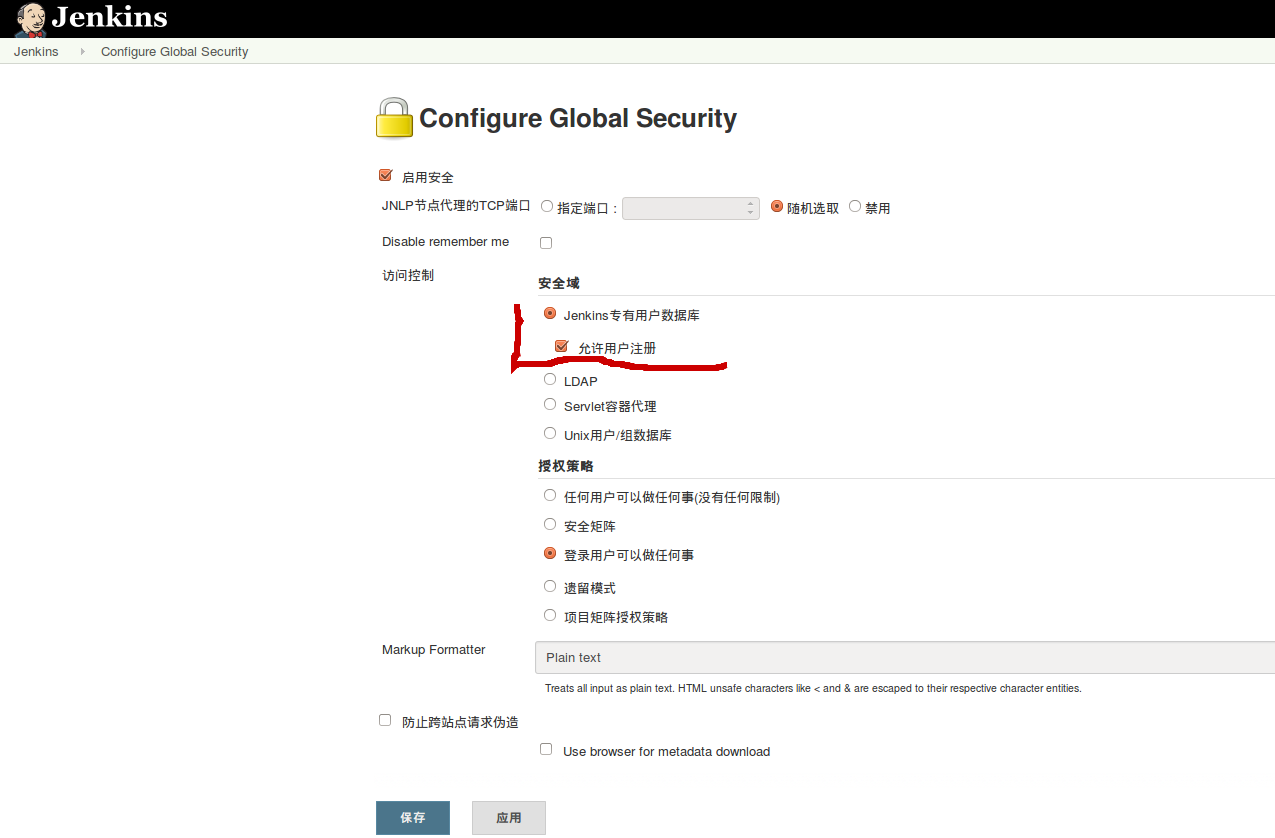 Jenkins
Jenkins Configure Global Security
Configure Global Security
启用安全
JNLP节点代理的TCP端口 指定端口 : 随机选取 禁用
Disable remember me
访问控制
安全域
Jenkins专有用户数据库
允许用户注册
LDAP
Servlet容器代理
Unix用户/组数据库
授权策略
任何用户可以做任何事(没有任何限制)
安全矩阵
登录用户可以做任何事
遗留模式
项目矩阵授权策略
Markup Formatter Plain text
Treats all input as plain text. HTML unsafe characters like < and & are escaped to their respective character entities.
防止跨站点请求伪造
Use browser for metadata download
保存 应用